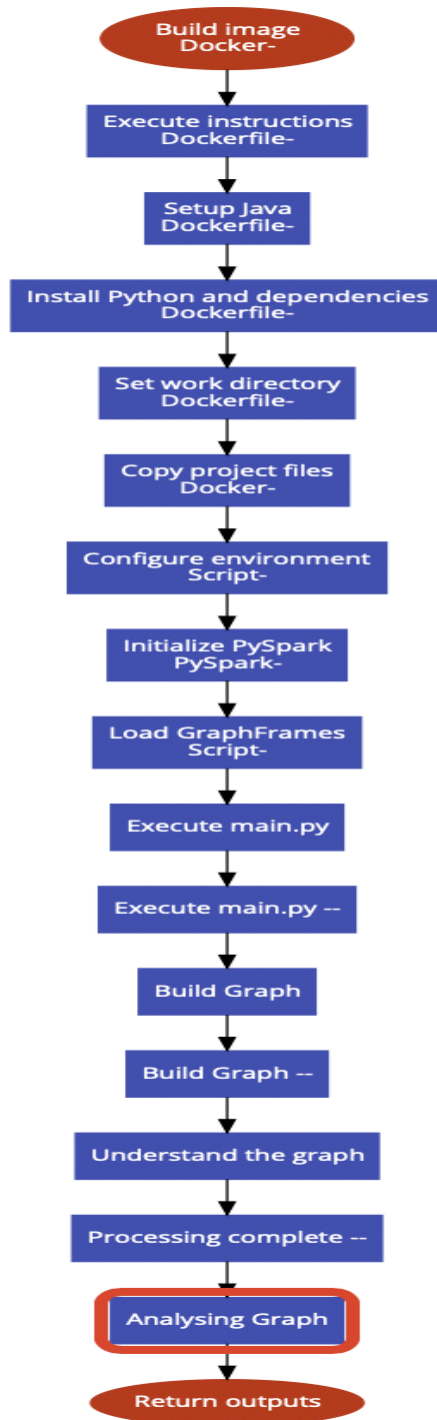 Build image
Docker-
Execute instructions
Dockerfile-
Setup Java
Dockerfile-
Install Python and dependencies
Dockerfile-
Set work directory
Dockerfile-
Copy project files
Docker-
Configure environment
Script-
Initialize PySpark
PySpark-
Load GraphFrames
Script-
Execute main.py
Execute main.py --
Build Graph
Build Graph --
Understand the graph
Processing complete --
Analysing Graph
Return outputs